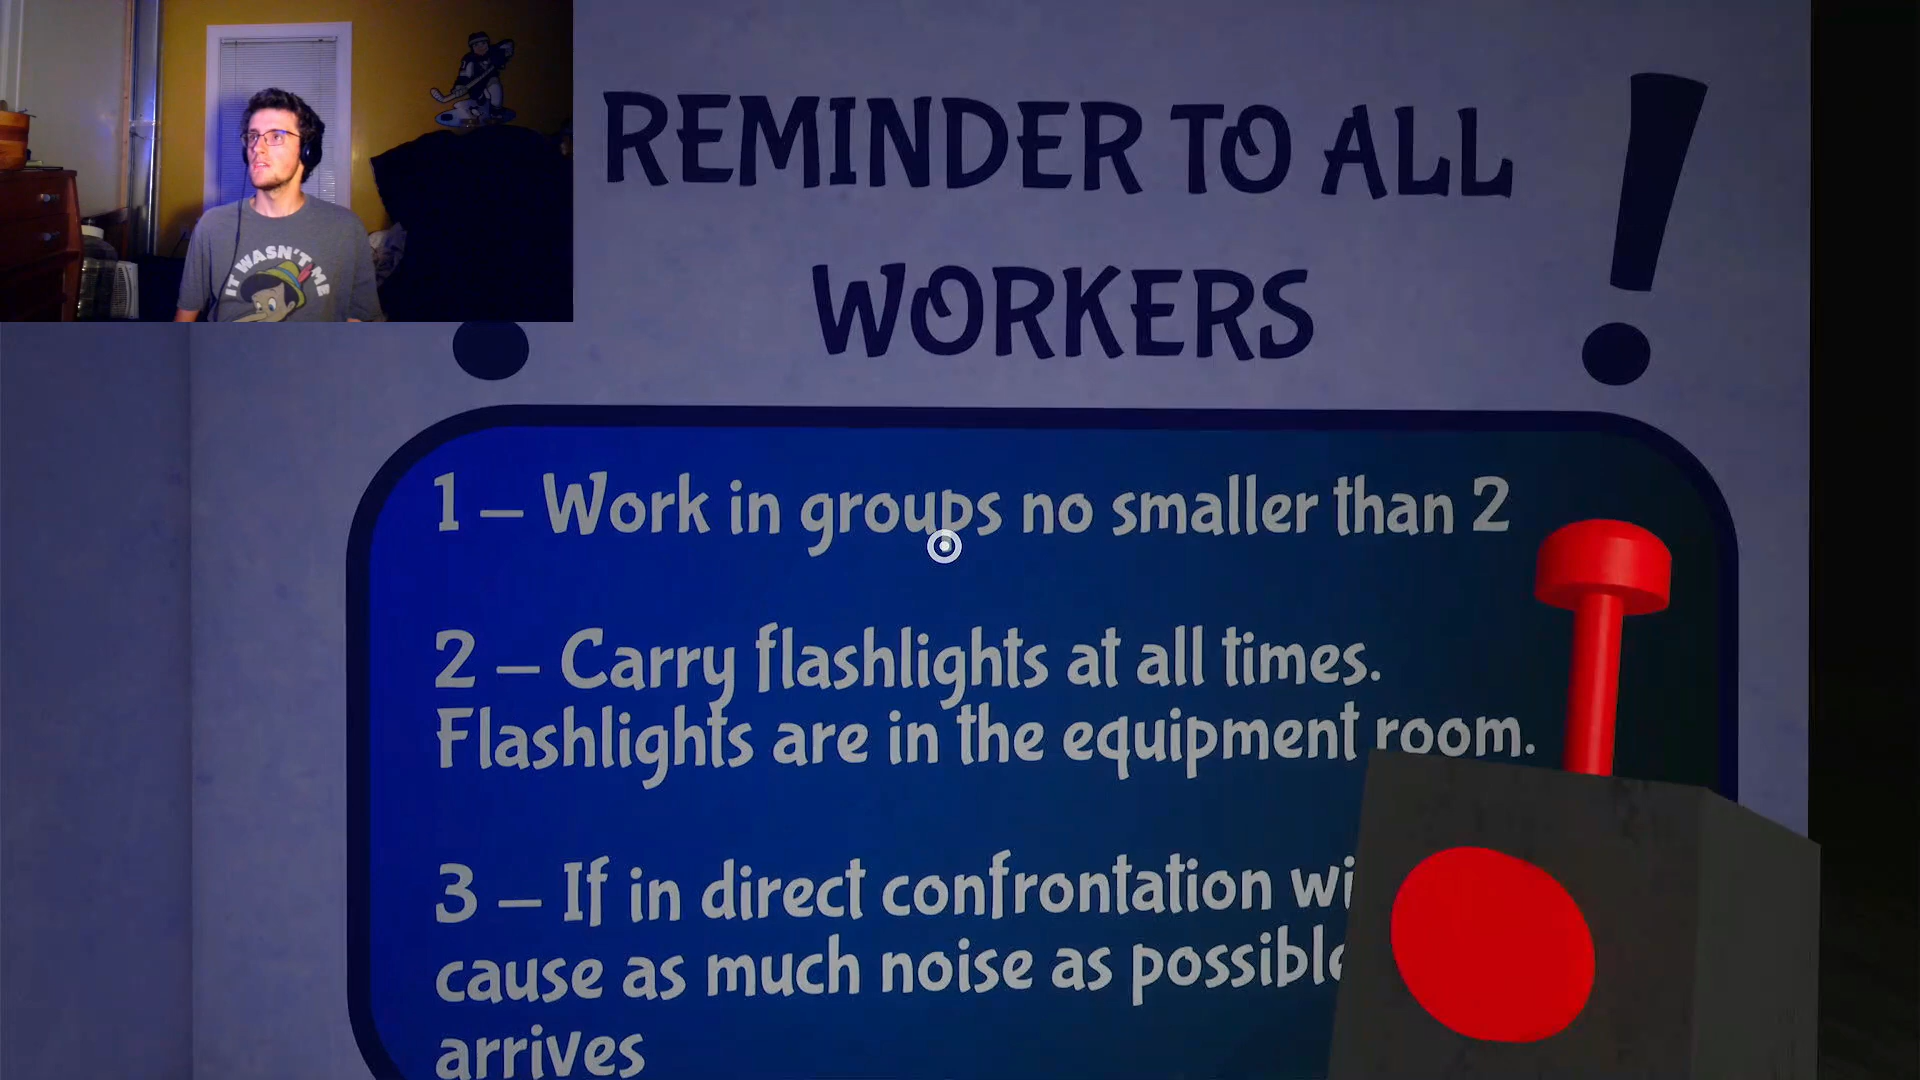 IT WASN'T ME
REMINDER TO ALL
WORKERS
!
1 – Work in groups no smaller than 2
2 – Carry flashlights at all times.
Flashlights are in the equipment room.
3 – If in direct confrontation
cause as much noise as possible
arrives